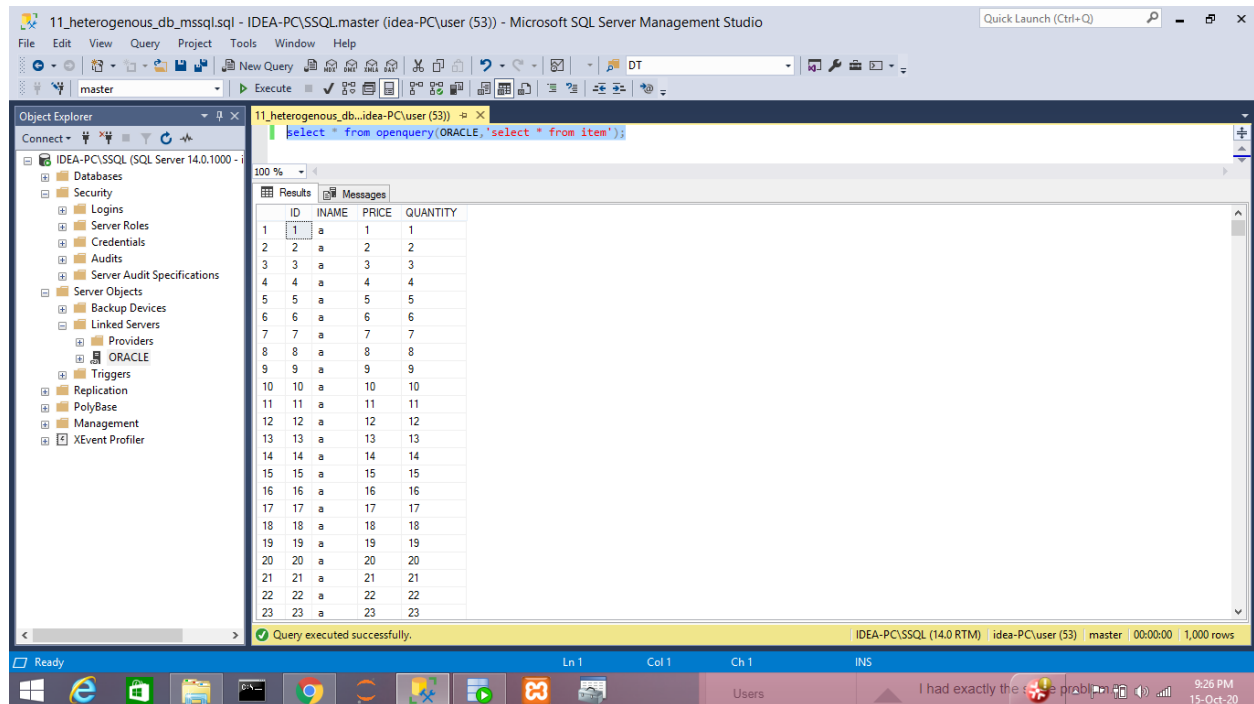 11_heterogenous_db_mssql.sql - IDEA-PC\SSQL.master (idea-PC\user (53)) - Microsoft SQL Server Management Studio
Quick Launch (Ctrl+Q)
File Edit View Query Project Tools Window Help
New Query MDX DMX XMLA DAX DT
master Execute
Object Explorer
11_heterogenous_db...idea-PC\user (53))
Connect
select * from openquery(ORACLE,'select * from item');
IDEA-PC\SSQL (SQL Server 14.0.1000 - i
Databases
Security
Logins
Server Roles
Credentials
Audits
Server Audit Specifications
Server Objects
Backup Devices
Linked Servers
Providers
ORACLE
Triggers
Replication
PolyBase
Management
XEvent Profiler
100 %
Results Messages
ID INAME PRICE QUANTITY
1 1 a 1 1
2 2 a 2 2
3 3 a 3 3
4 4 a 4 4
5 5 a 5 5
6 6 a 6 6
7 7 a 7 7
8 8 a 8 8
9 9 a 9 9
10 10 a 10 10
11 11 a 11 11
12 12 a 12 12
13 13 a 13 13
14 14 a 14 14
15 15 a 15 15
16 16 a 16 16
17 17 a 17 17
18 18 a 18 18
19 19 a 19 19
20 20 a 20 20
21 21 a 21 21
22 22 a 22 22
23 23 a 23 23
Query executed successfully.
IDEA-PC\SSQL (14.0 RTM) idea-PC\user (53) master 00:00:00 1,000 rows
Ready Ln 1 Col 1 Ch 1 INS
Users
I had exactly the
9:26 PM
15-Oct-20